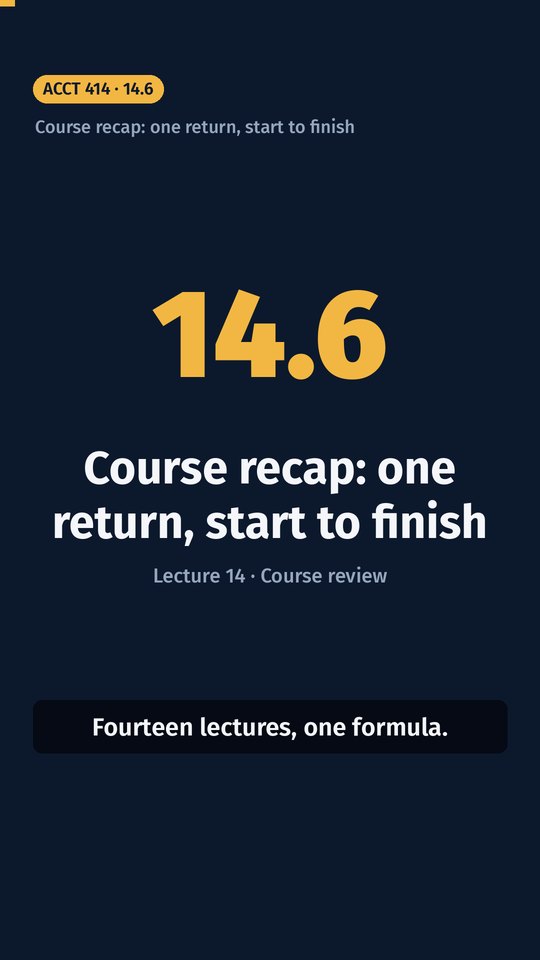 ACCT 414 · 14.6
Course recap: one return, start to finish
14.6
Course recap: one
return, start to finish
Lecture 14 · Course review
Fourteen lectures, one formula.